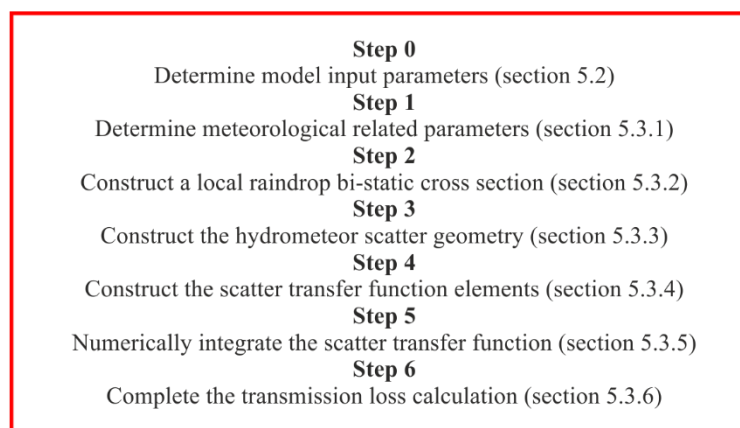 Step 0
Determine model input parameters (section 5.2)
Step 1
Determine meteorological related parameters (section 5.3.1)
Step 2
Construct a local raindrop bi-static cross section (section 5.3.2)
Step 3
Construct the hydrometeor scatter geometry (section 5.3.3)
Step 4
Construct the scatter transfer function elements (section 5.3.4)
Step 5
Numerically integrate the scatter transfer function (section 5.3.5)
Step 6
Complete the transmission loss calculation (section 5.3.6)